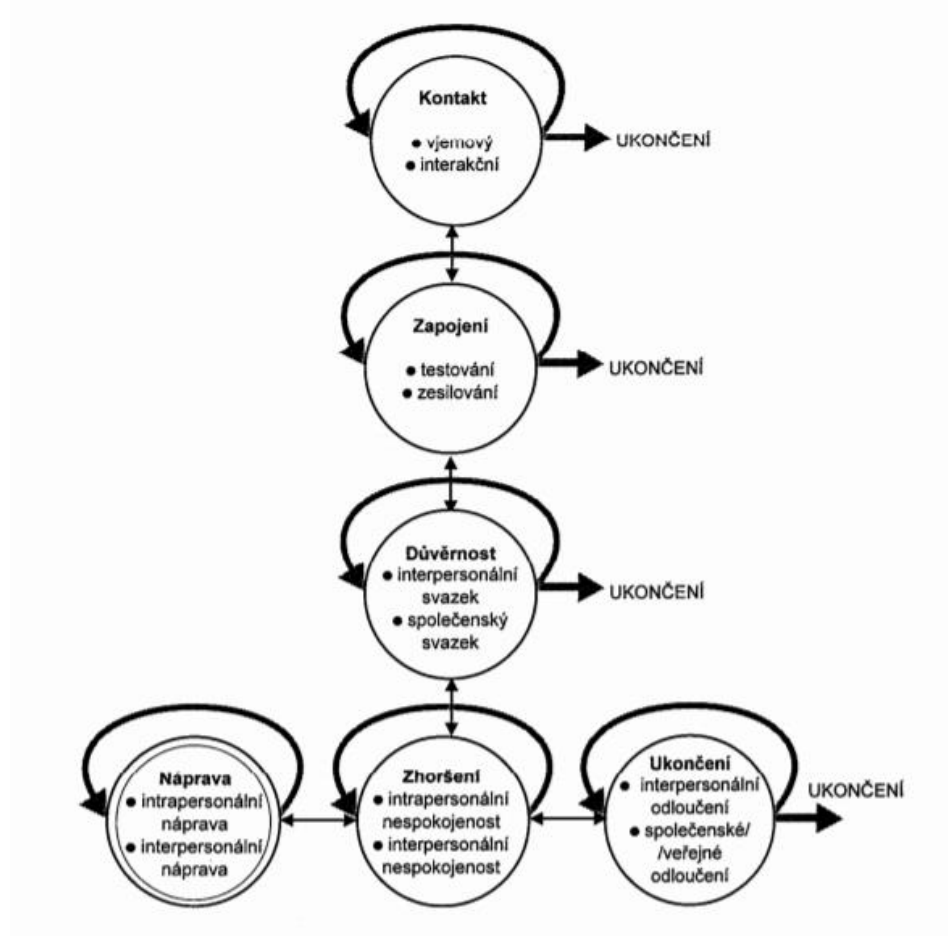 Kontakt
● vjemový
● interakční
UKONČENÍ
Zapojení
● testování
● zesilování
UKONČENÍ
Důvěrnost
● interpersonální
svazek
● společenský
svazek
UKONČENÍ
Náprava
● intrapersonální
náprava
● interpersonální
náprava
Zhoršení
● intrapersonální
nespokojenost
● interpersonální
nespokojenost
Ukončení
● interpersonální
odloučení
● společenské/
/veřejné
odloučení
UKONČENÍ